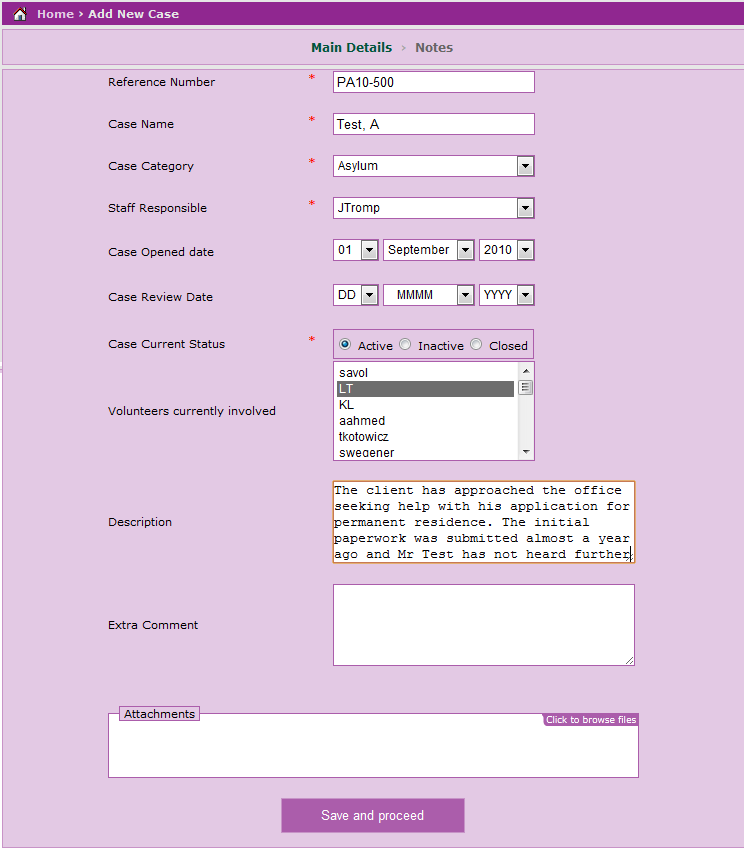 Home › Add New Case
Main Details › Notes
Reference Number * PA10-500
Case Name * Test, A
Case Category * Asylum
Staff Responsible * JTromp
Case Opened date 01 September 2010
Case Review Date DD MMMM YYYY
Case Current Status * Active Inactive Closed
Volunteers currently involved
savol
LT
KL
aahmed
tkotowicz
swegener
Description
The client has approached the office
seeking help with his application for
permanent residence. The initial
paperwork was submitted almost a year
ago and Mr Test has not heard further
Extra Comment
Attachments
Click to browse files
Save and proceed